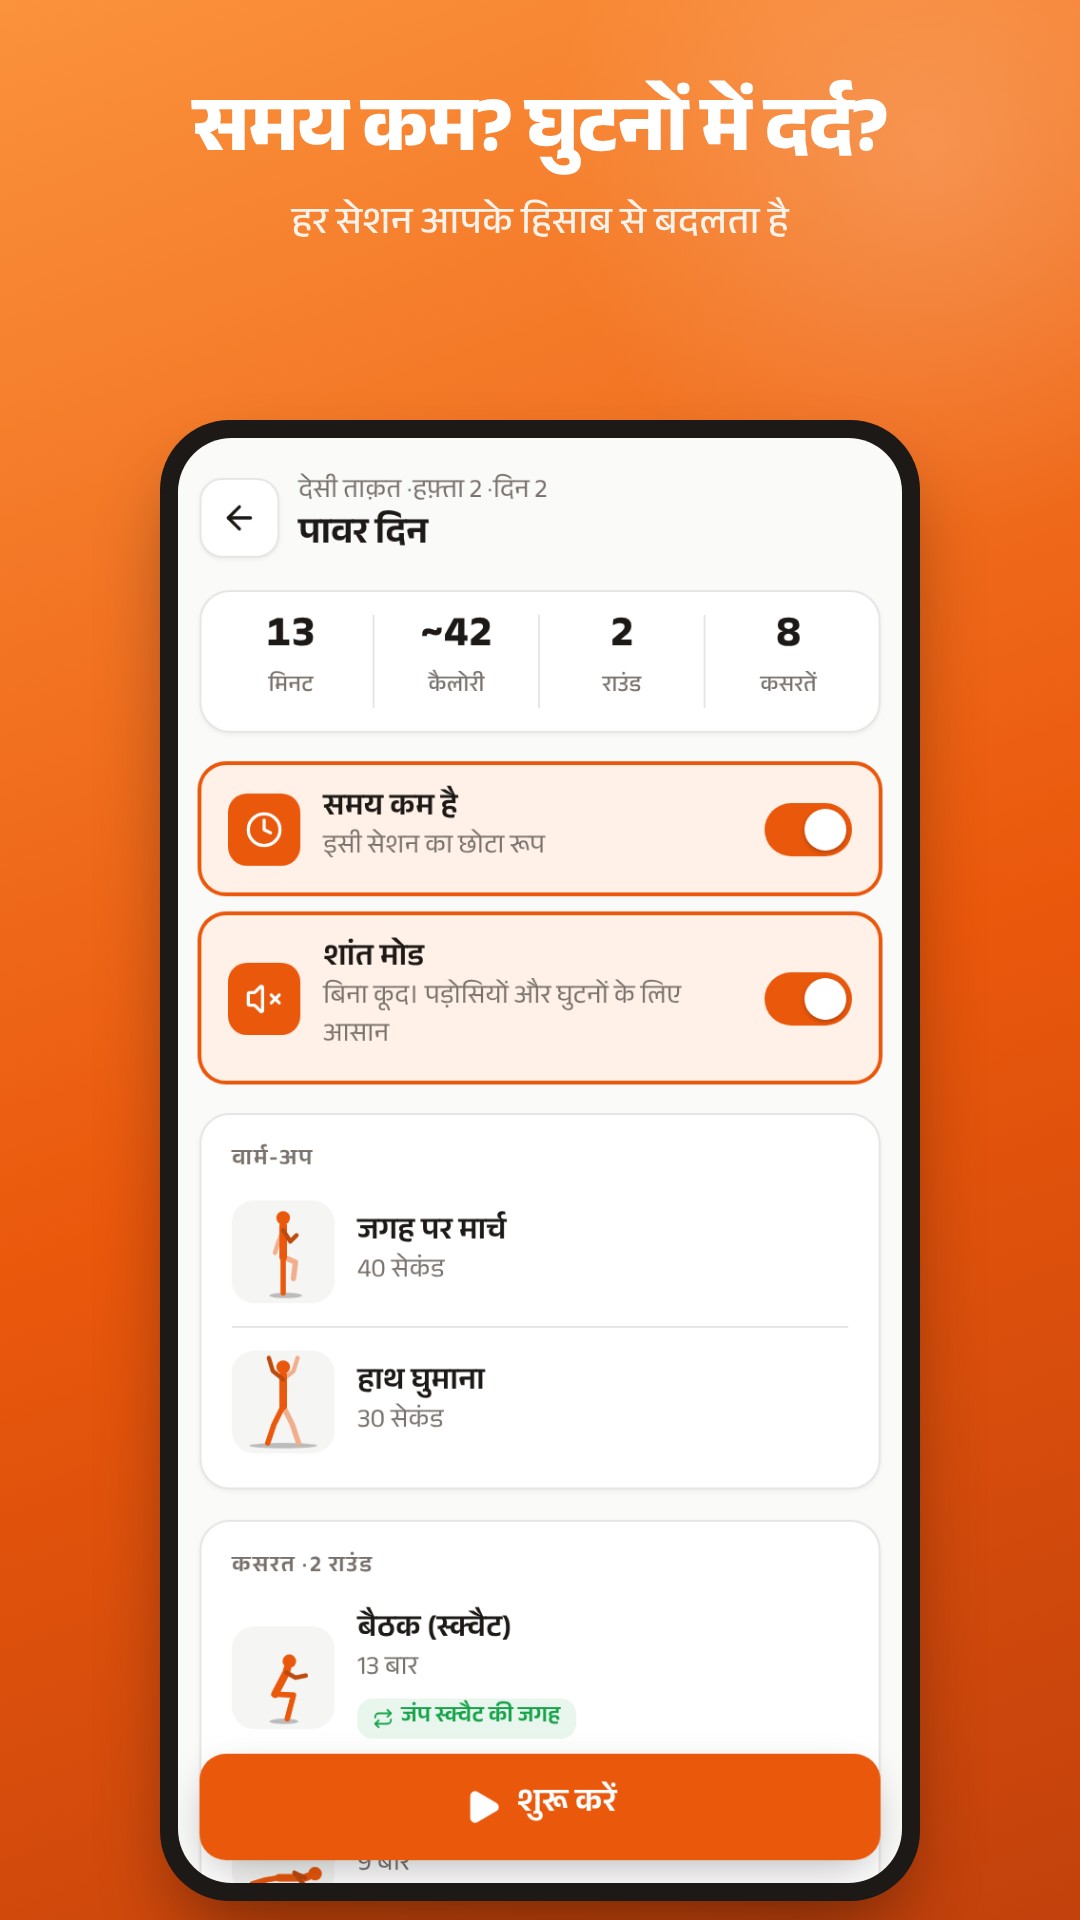 समय कम? घुटनों में दर्द?
हर सेशन आपके हिसाब से बदलता है
देसी ताक़त ·हफ़्ता 2 ·दिन 2
पावर दिन
13
मिनट
~42
कैलोरी
2
राउंड
8
कसरतें
समय कम है
इसी सेशन का छोटा रूप
शांत मोड
बिना कूद। पड़ोसियों और घुटनों के लिए
आसान
वार्म-अप
जगह पर मार्च
40 सेकंड
हाथ घुमाना
30 सेकंड
कसरत ·2 राउंड
बैठक (स्क्वैट)
13 बार
जंप स्क्वैट की जगह
शुरू करें
9 बार